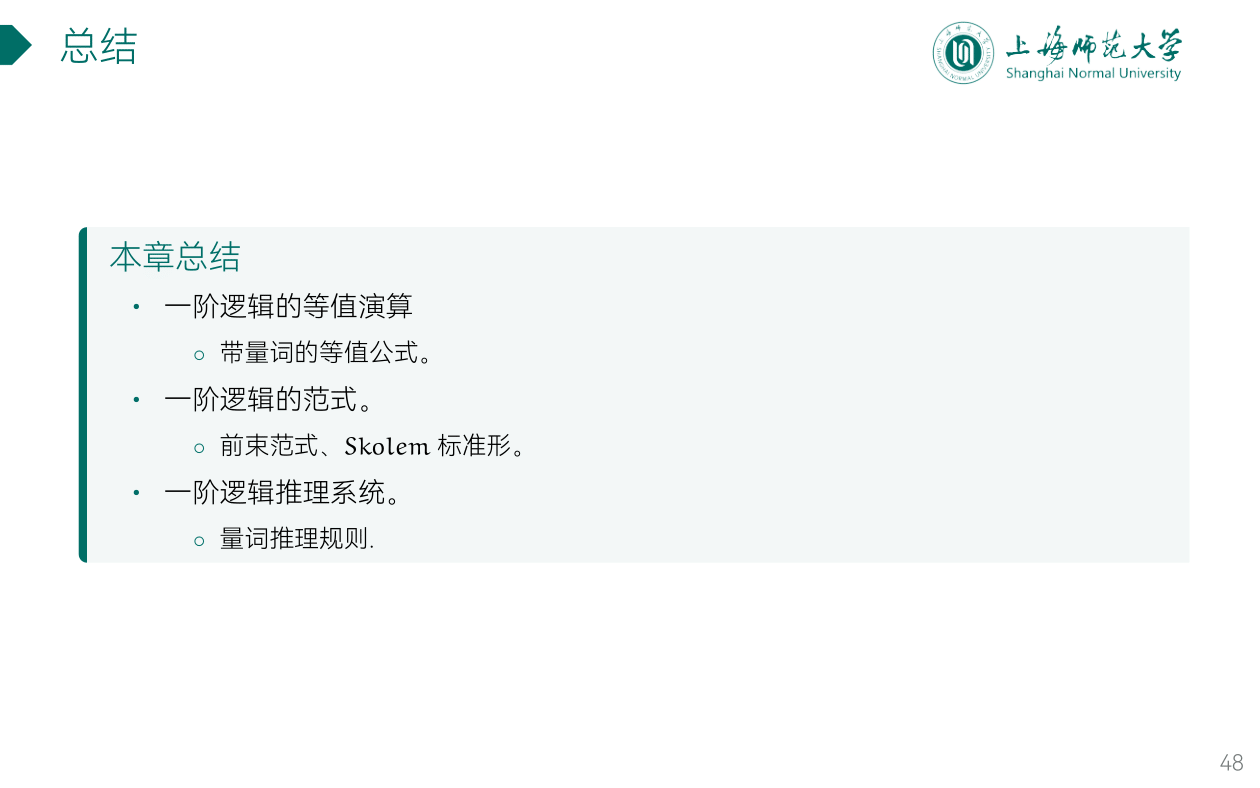 总结
上海师范大学
Shanghai Normal University
本章总结
• 一阶逻辑的等值演算
○ 带量词的等值公式。
• 一阶逻辑的范式。
○ 前束范式、Skolem 标准形。
• 一阶逻辑推理系统。
○ 量词推理规则.
48